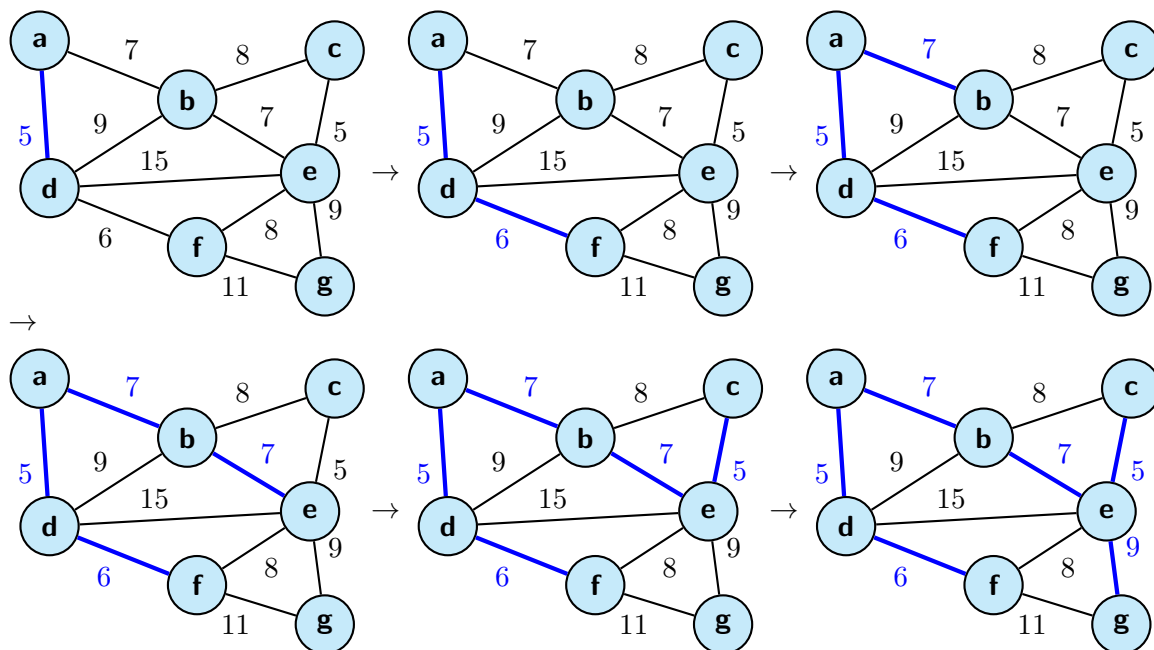 a 7 8 c a 7 8 c a 7 8 c
b b b
5 9 7 5 5 9 7 5 5 9 7 5
15 e 15 e 15 e
d → d → d
6 f 8 9 6 f 8 9 6 f 8 9
11 g 11 g 11 g
→
a 7 8 c a 7 8 c a 7 8 c
b b b
5 9 7 5 5 9 7 5 5 9 7 5
15 e 15 e 15 e
d → d → d
6 f 8 9 6 f 8 9 6 f 8 9
11 g 11 g 11 g